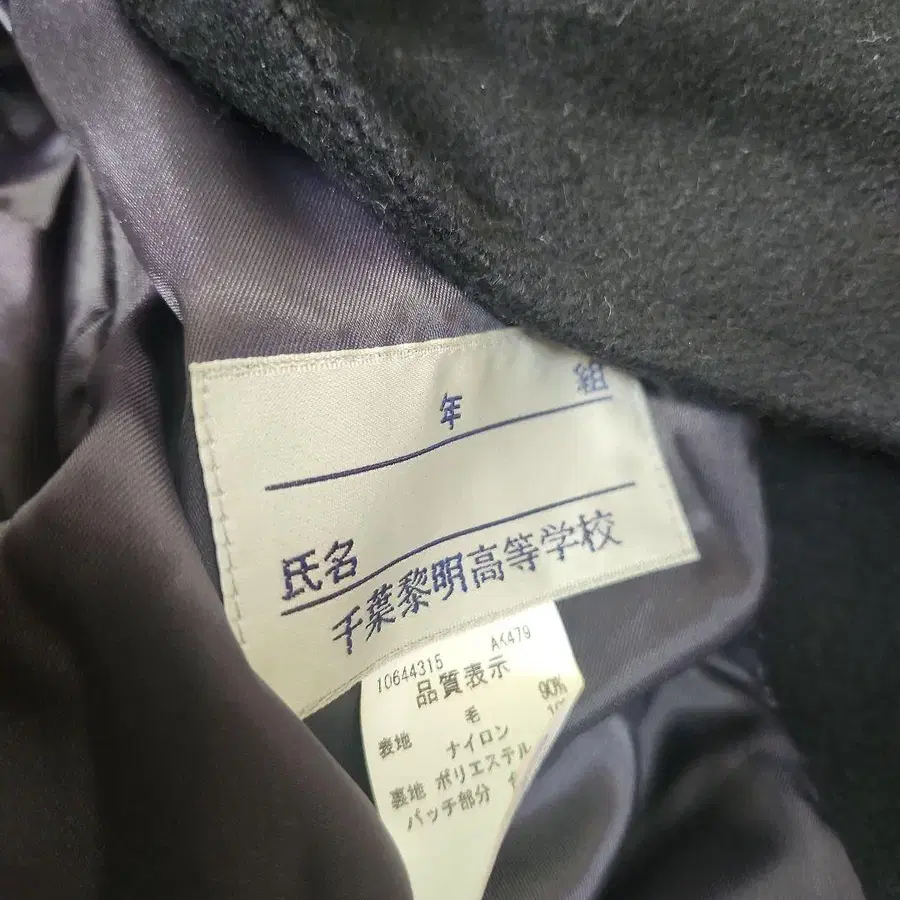 年 組
氏名
千葉黎明高等学校
10644315 AK479
品質表示
表地 毛 90%
ナイロン
裏地 ポリエステル
パッチ部分